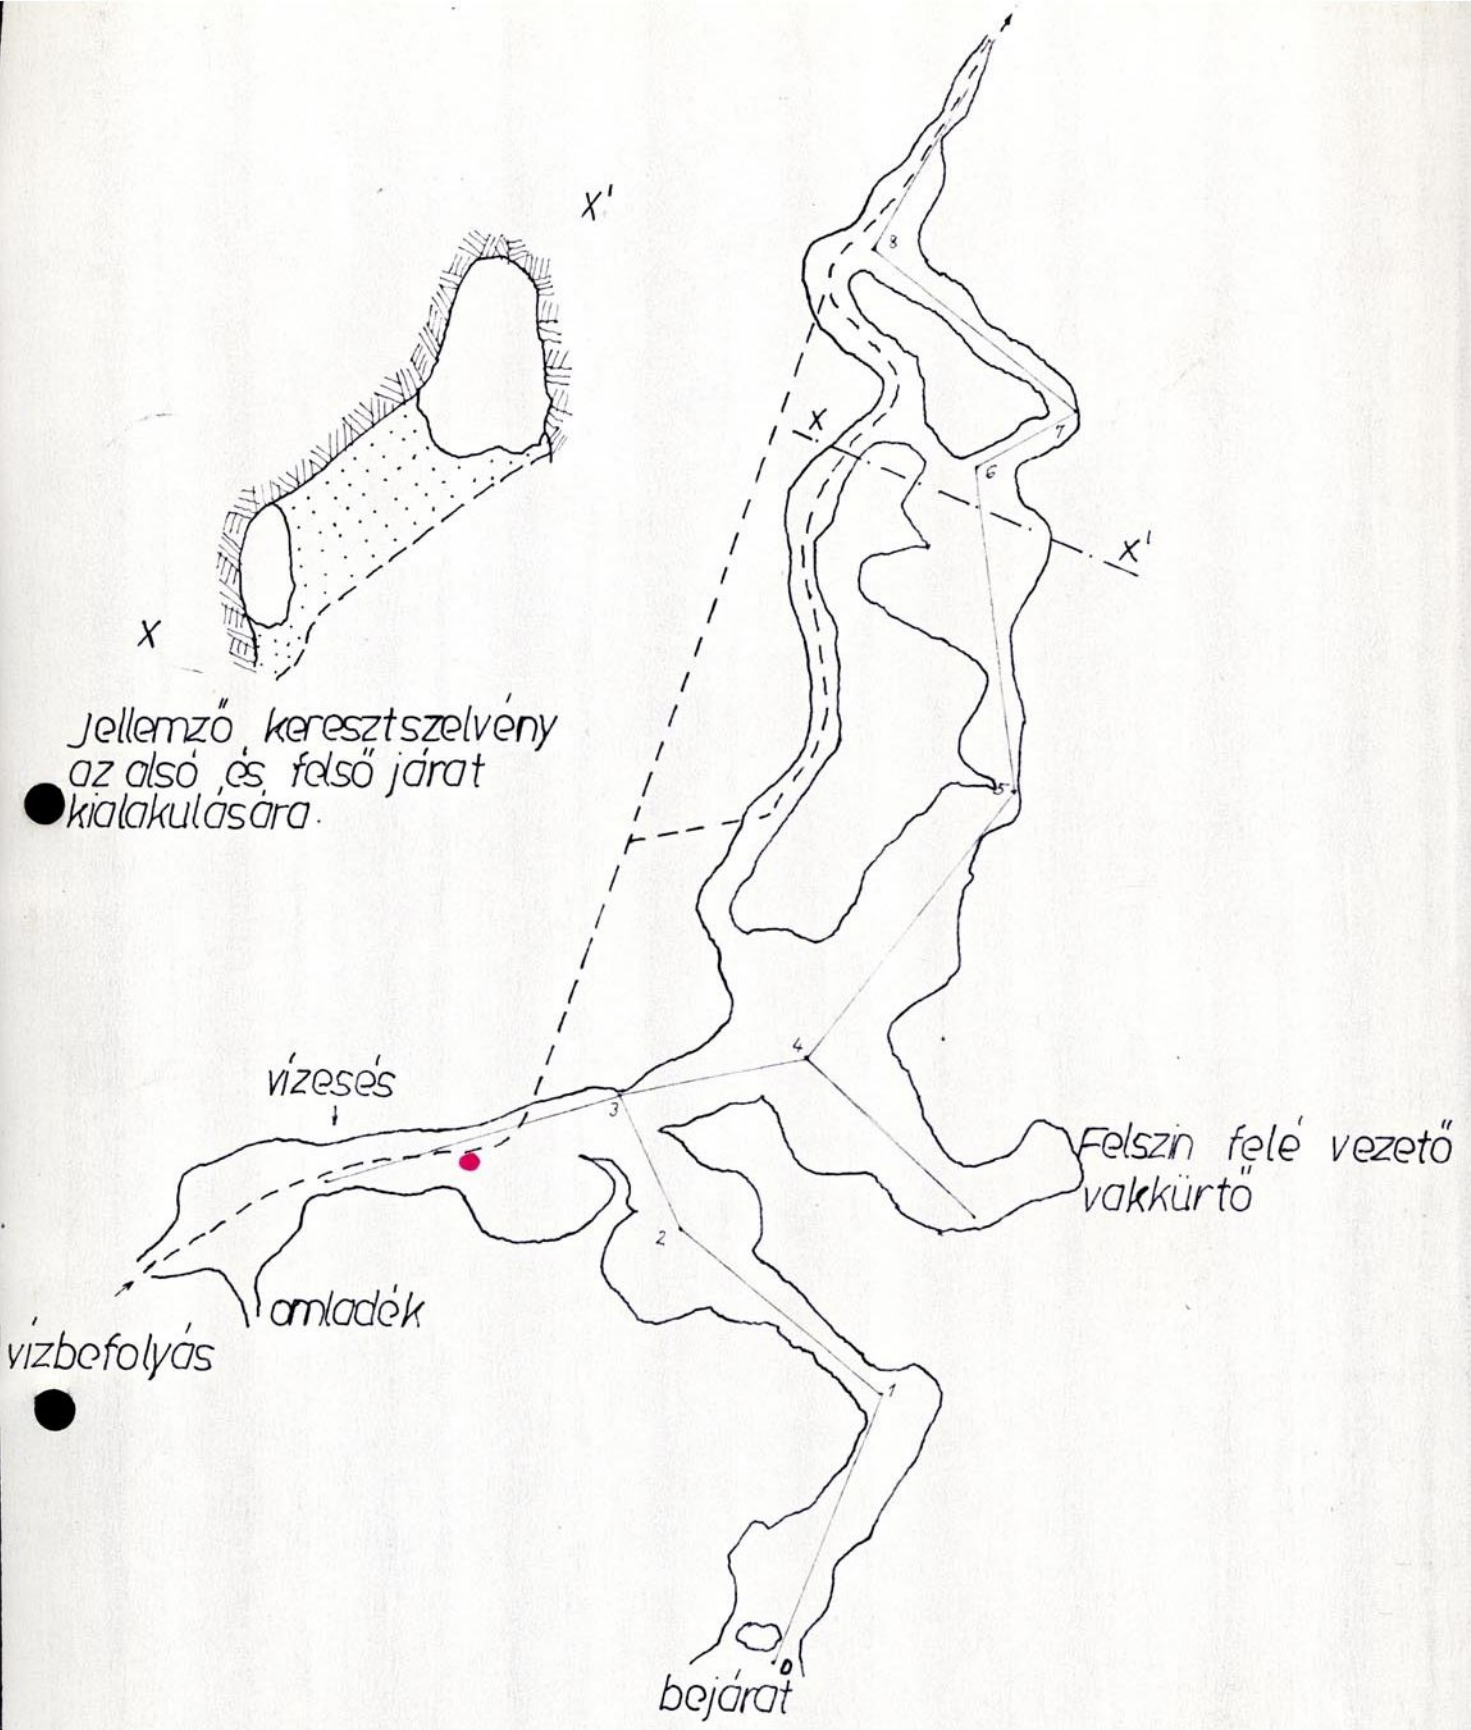 X'
8
X
7
6
X'
X
Jellemző keresztszelvény
az alsó és felső járat
kialakulására.
5
4
vízesés
3
Felszin felé vezető
vakkürtő
2
omladék
vízbefolyás
1
0
bejárat